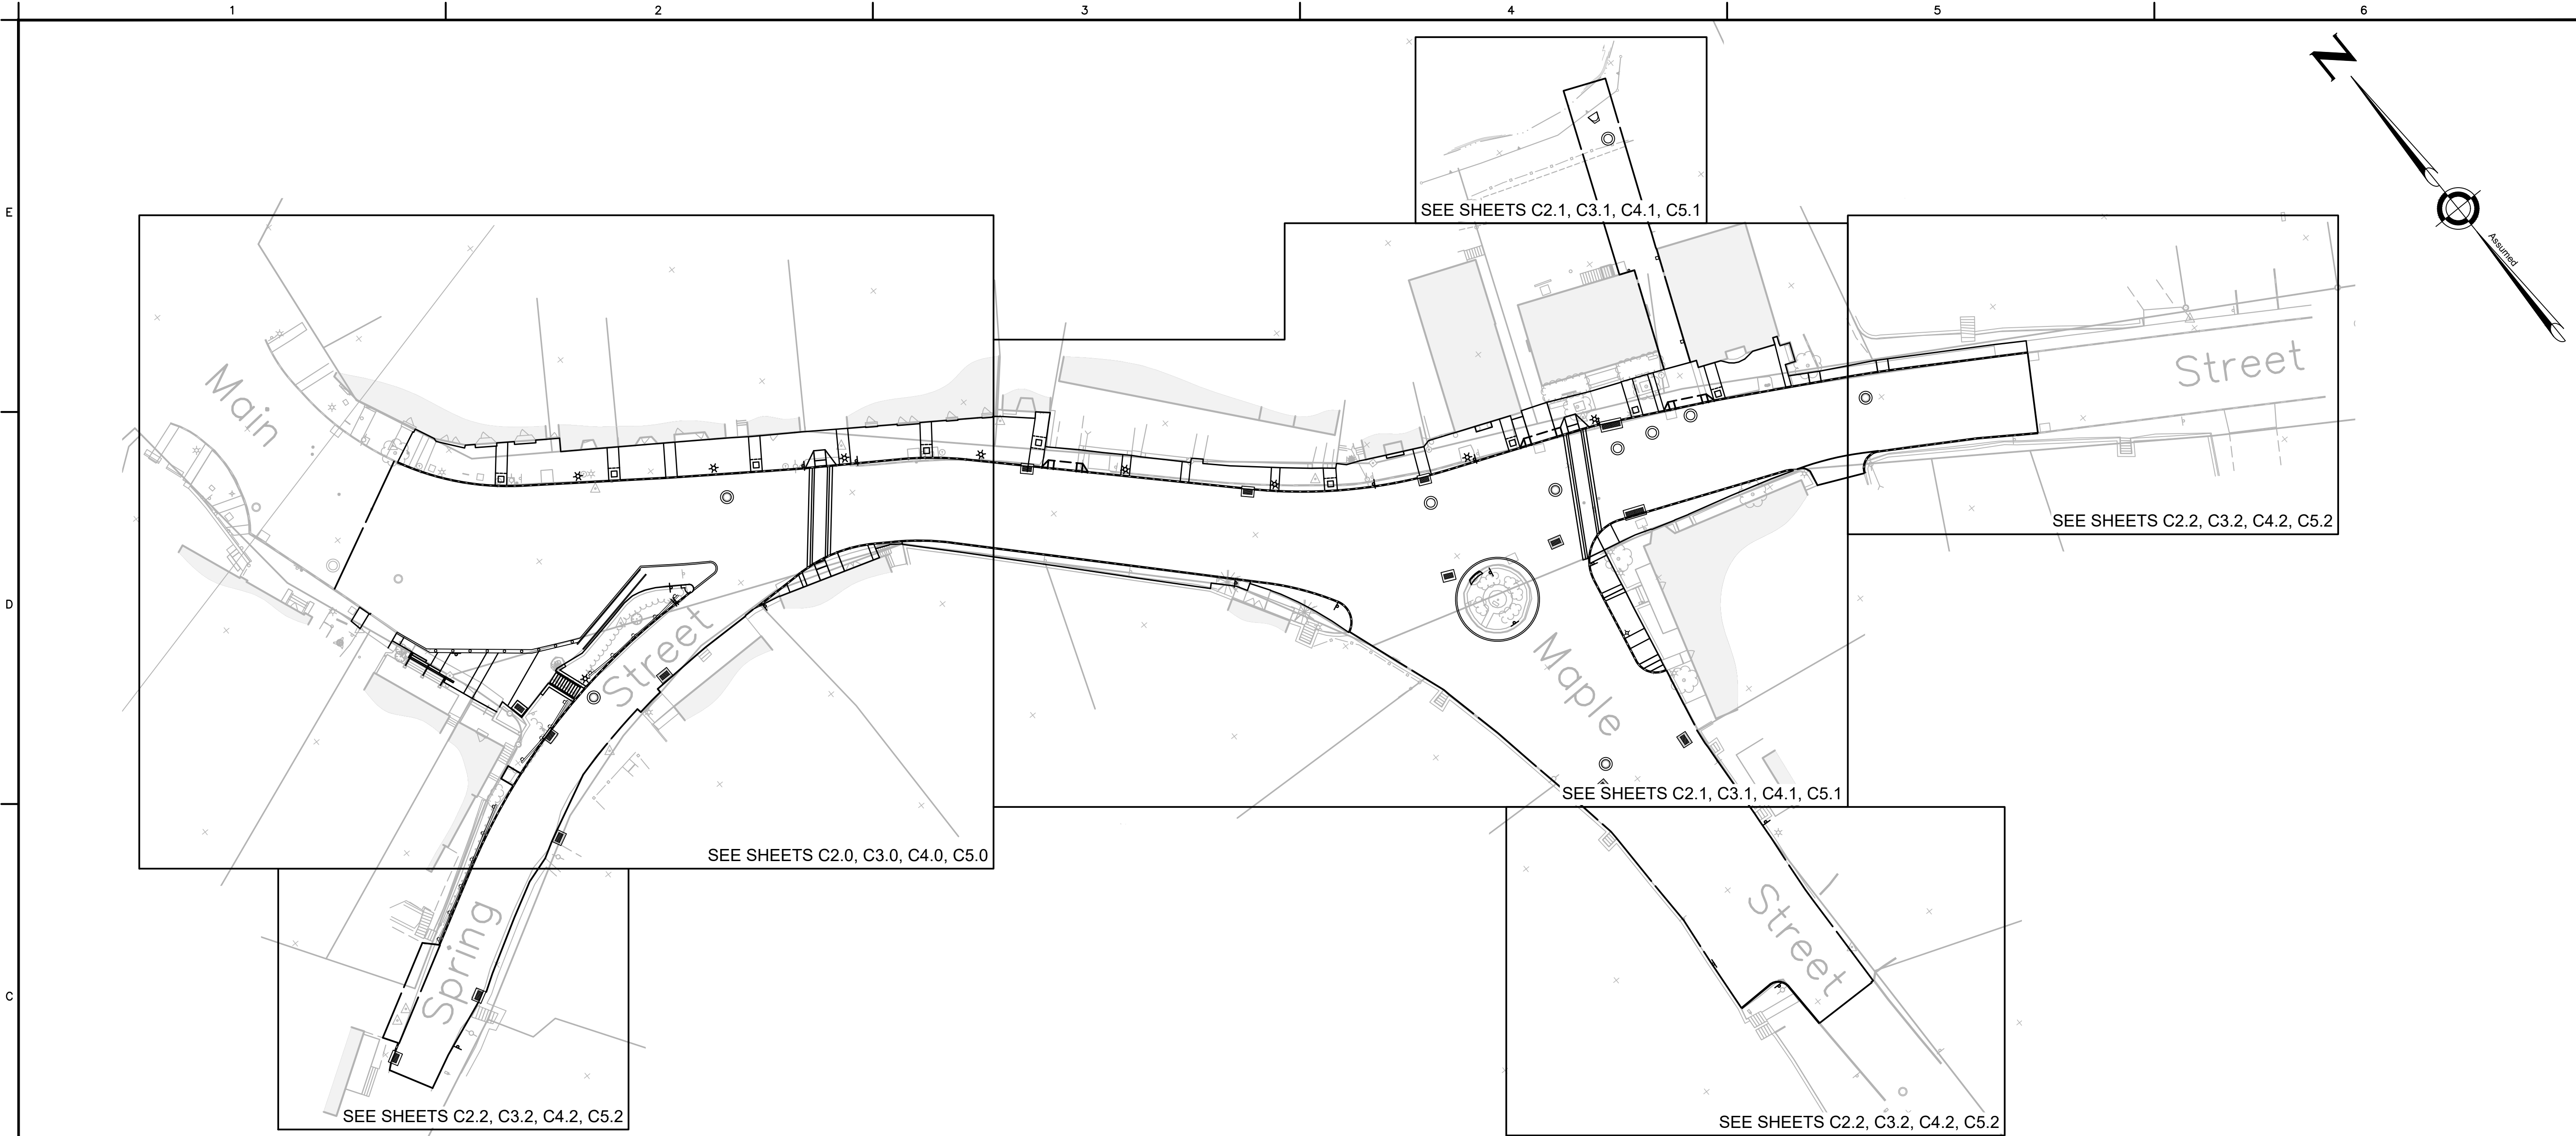 1 2 3 4 5 6
N
E
SEE SHEETS C2.1, C3.1, C4.1, C5.1
Assumed
Main
Street
SEE SHEETS C2.2, C3.2, C4.2, C5.2
D
Street
Maple
SEE SHEETS C2.1, C3.1, C4.1, C5.1
SEE SHEETS C2.0, C3.0, C4.0, C5.0
C
Spring
Street
SEE SHEETS C2.2, C3.2, C4.2, C5.2
SEE SHEETS C2.2, C3.2, C4.2, C5.2